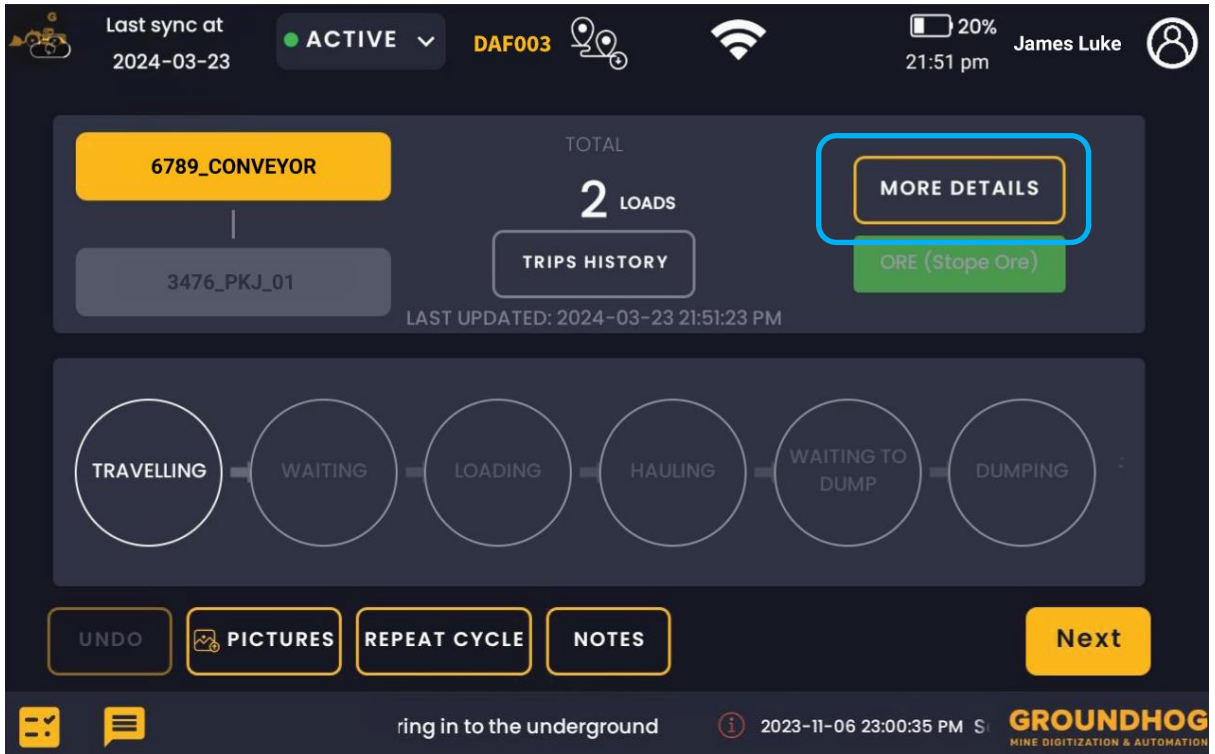 G
Last sync at
2024-03-23
ACTIVE
DAF003
20%
21:51 pm
James Luke
6789_CONVEYOR
3476_PKJ_01
TOTAL
2 LOADS
TRIPS HISTORY
LAST UPDATED: 2024-03-23 21:51:23 PM
MORE DETAILS
ORE (Stope Ore)
TRAVELLING
WAITING
LOADING
HAULING
WAITING TO
DUMP
DUMPING
UNDO
PICTURES
REPEAT CYCLE
NOTES
Next
ring in to the underground
2023-11-06 23:00:35 PM S
GROUNDHOG
MINE DIGITIZATION & AUTOMATION